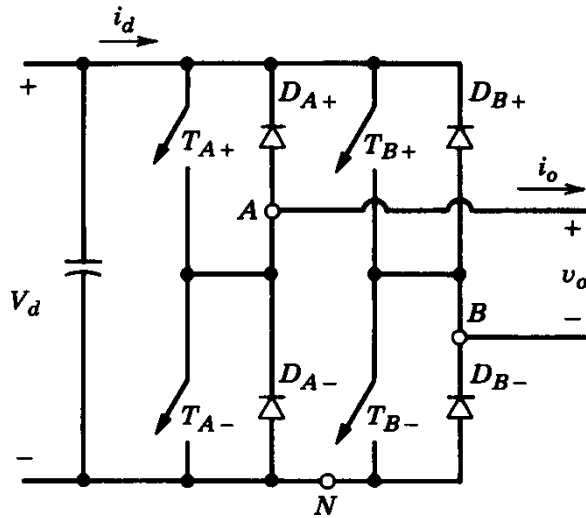 i_d
+
D_{A+}
D_{B+}
T_{A+}
T_{B+}
i_o
A
+
V_d
v_o
B
−
D_{A−}
D_{B−}
T_{A−}
T_{B−}
−
N